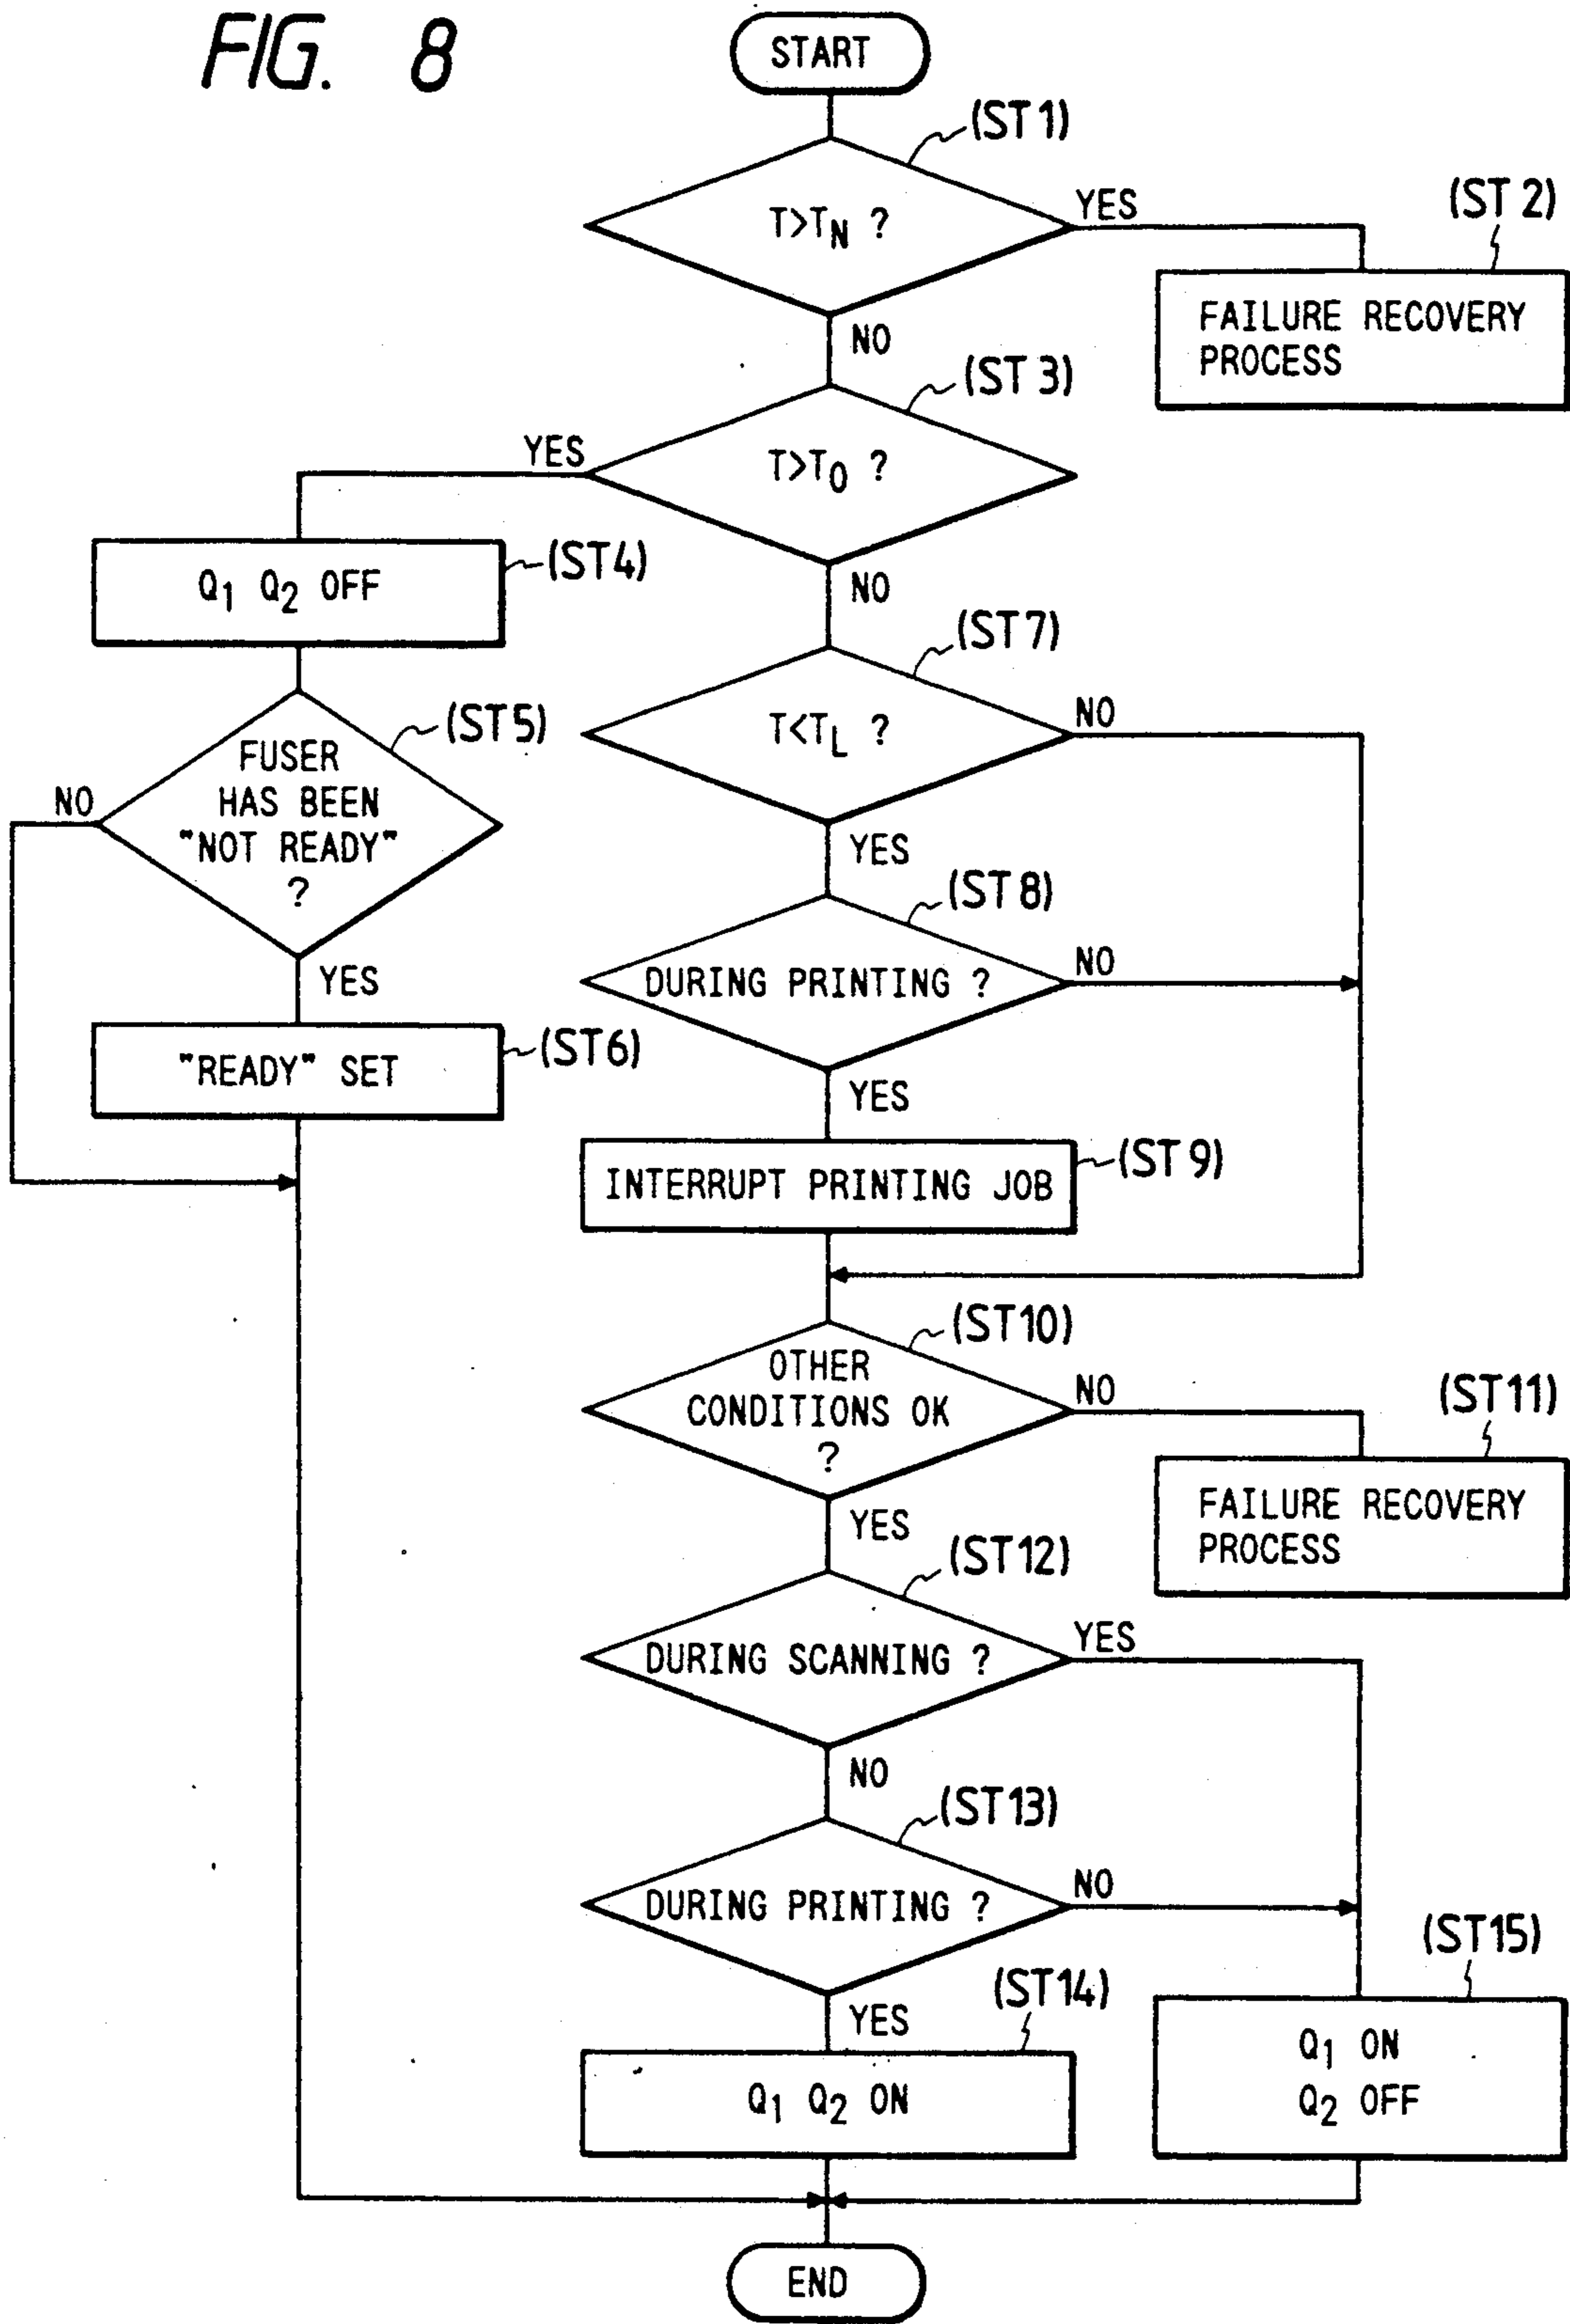 FIG. 8
START
(ST1)
T>TN ?
YES
(ST2)
FAILURE RECOVERY
PROCESS
NO
(ST3)
T>TO ?
YES
NO
Q1 Q2 OFF
(ST4)
(ST7)
T<TL ?
NO
YES
(ST5)
FUSER
HAS BEEN
"NOT READY"
?
NO
YES
(ST8)
DURING PRINTING ?
NO
YES
"READY" SET
(ST6)
INTERRUPT PRINTING JOB
(ST9)
(ST10)
OTHER
CONDITIONS OK
?
NO
YES
(ST11)
FAILURE RECOVERY
PROCESS
(ST12)
DURING SCANNING ?
YES
NO
(ST13)
DURING PRINTING ?
NO
YES
(ST14)
Q1 Q2 ON
(ST15)
Q1 ON
Q2 OFF
END